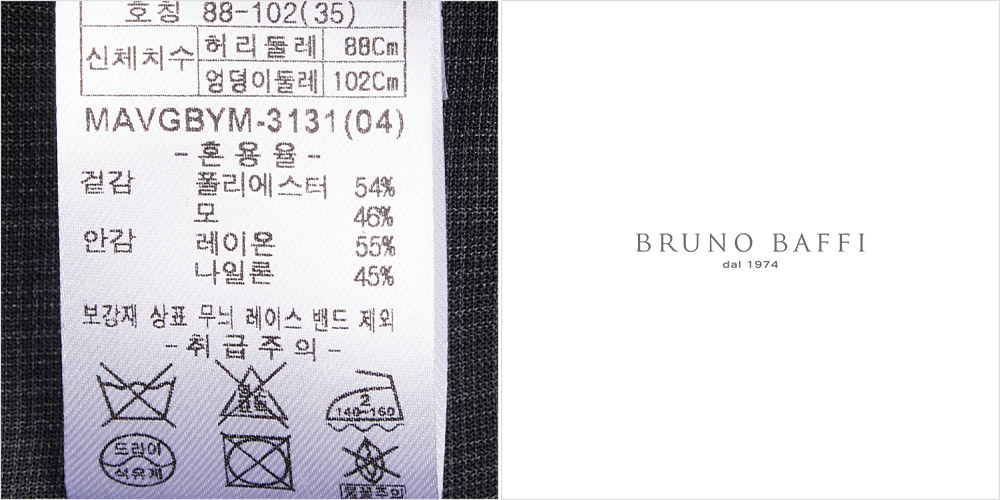 호칭 88-102(35)
신체치수 허리둘레 88Cm
엉덩이둘레 102Cm
MAVGBYM-3131(04)
-혼용율-
겉감 폴리에스터 54%
모 46%
안감 레이온 55%
나일론 45%
보강재 상표 무늬 레이스 밴드 제외
-취급주의-
2
140~160
드라이
석유계
BRUNO BAFFI
dal 1974